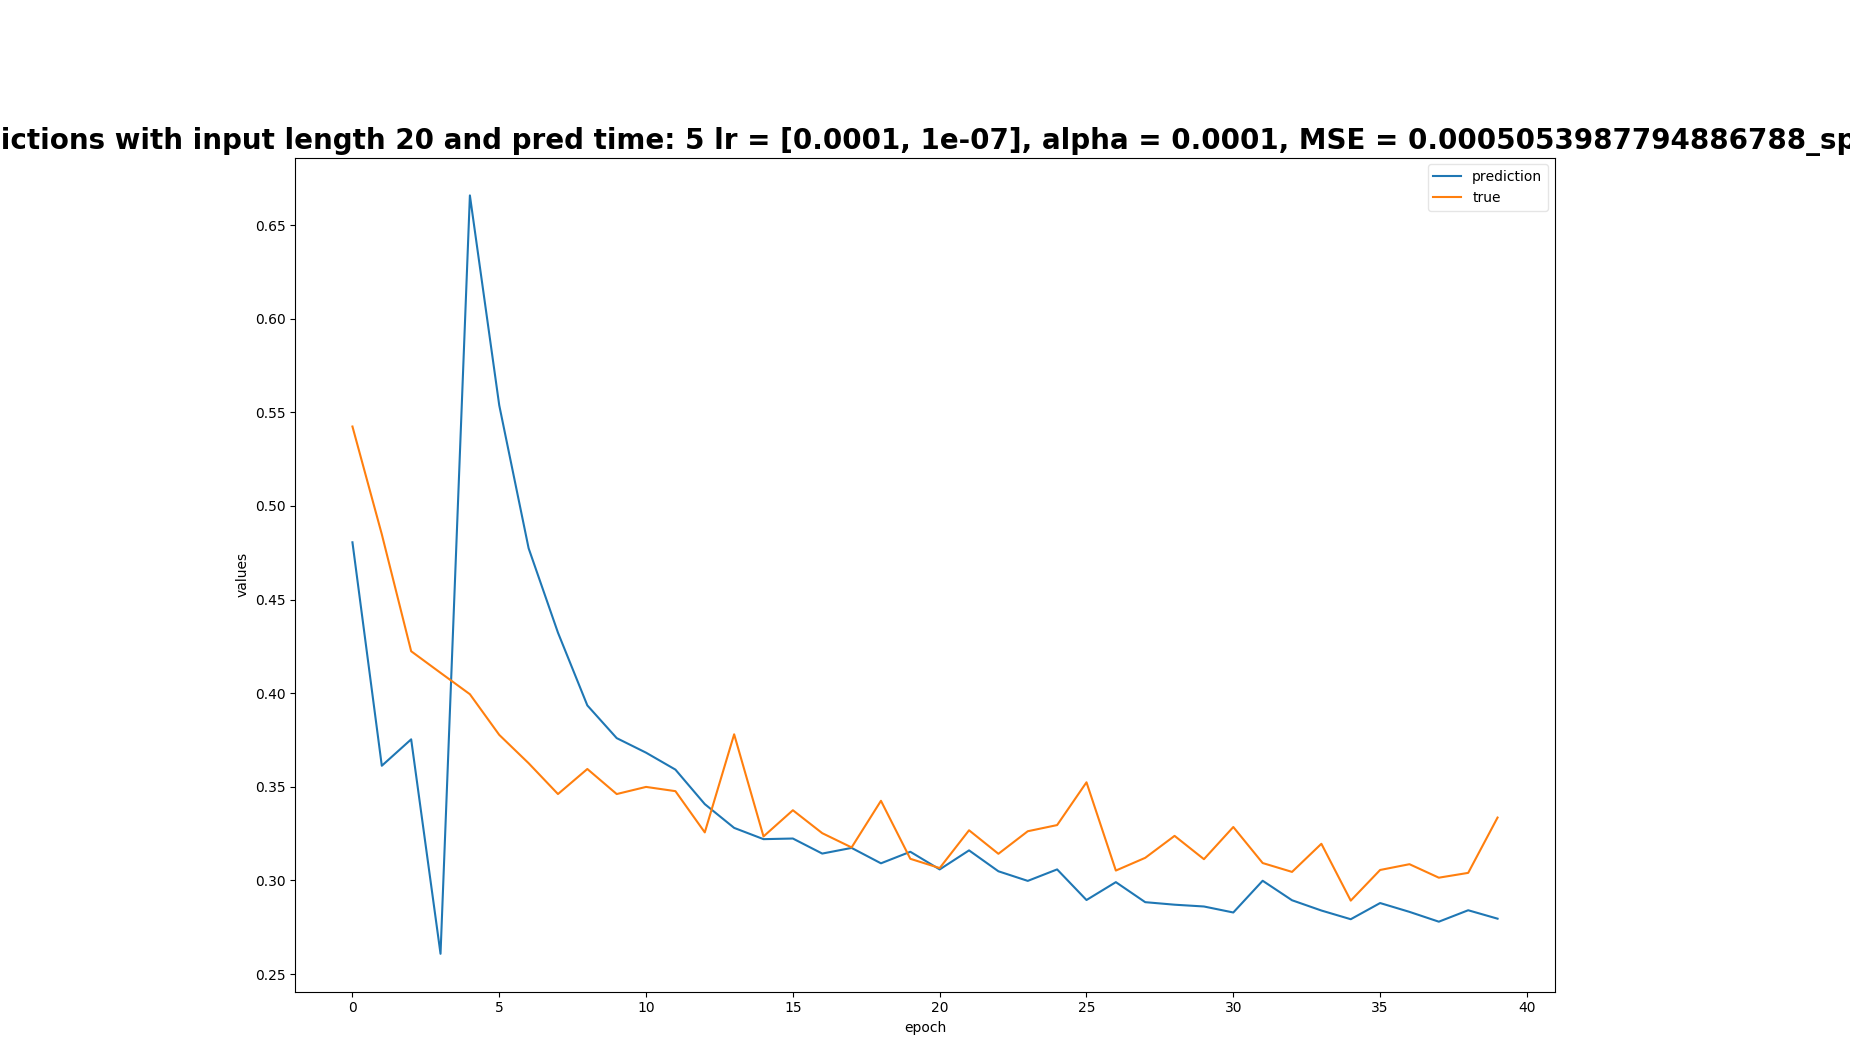 ictions with input length 20 and pred time: 5 lr = [0.0001, 1e-07], alpha = 0.0001, MSE = 0.0005053987794886788_sp
prediction
true
0.65
0.60
0.55
0.50
0.45
0.40
0.35
0.30
0.25
values
0 5 10 15 20 25 30 35 40
epoch